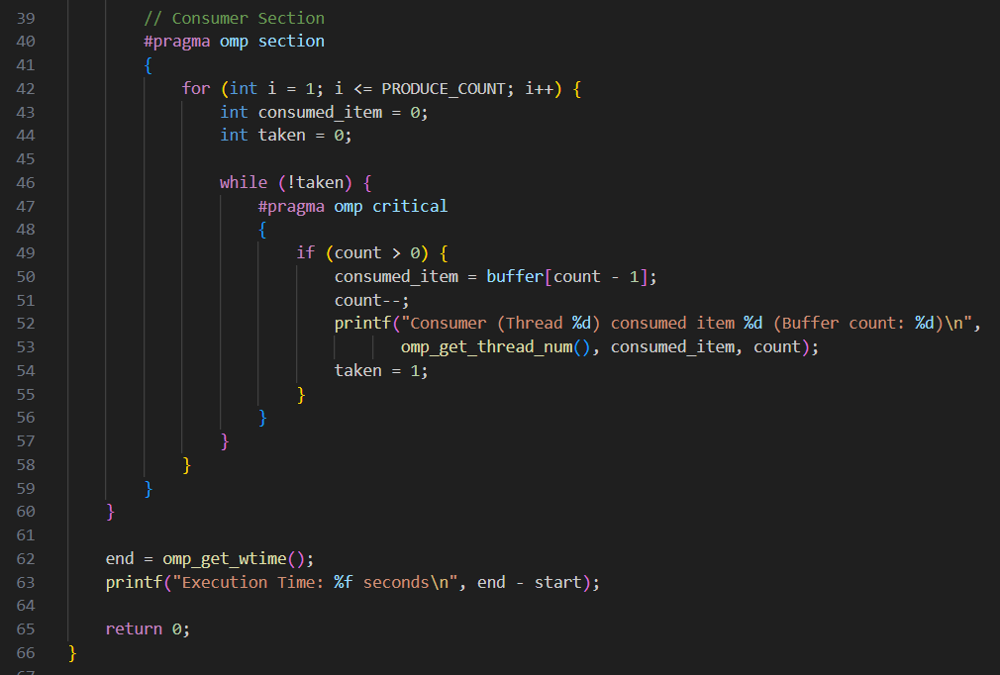 39 // Consumer Section
40 #pragma omp section
41 {
42 for (int i = 1; i <= PRODUCE_COUNT; i++) {
43 int consumed_item = 0;
44 int taken = 0;
45
46 while (!taken) {
47 #pragma omp critical
48 {
49 if (count > 0) {
50 consumed_item = buffer[count - 1];
51 count--;
52 printf("Consumer (Thread %d) consumed item %d (Buffer count: %d)\n",
53 omp_get_thread_num(), consumed_item, count);
54 taken = 1;
55 }
56 }
57 }
58 }
59 }
60 }
61
62 end = omp_get_wtime();
63 printf("Execution Time: %f seconds\n", end - start);
64
65 return 0;
66 }